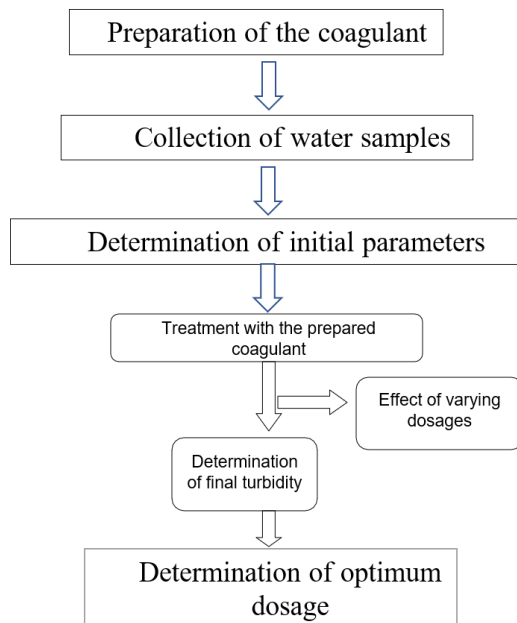 Preparation of the coagulant
Collection of water samples
Determination of initial parameters
Treatment with the prepared
coagulant
Effect of varying
dosages
Determination
of final turbidity
Determination of optimum
dosage